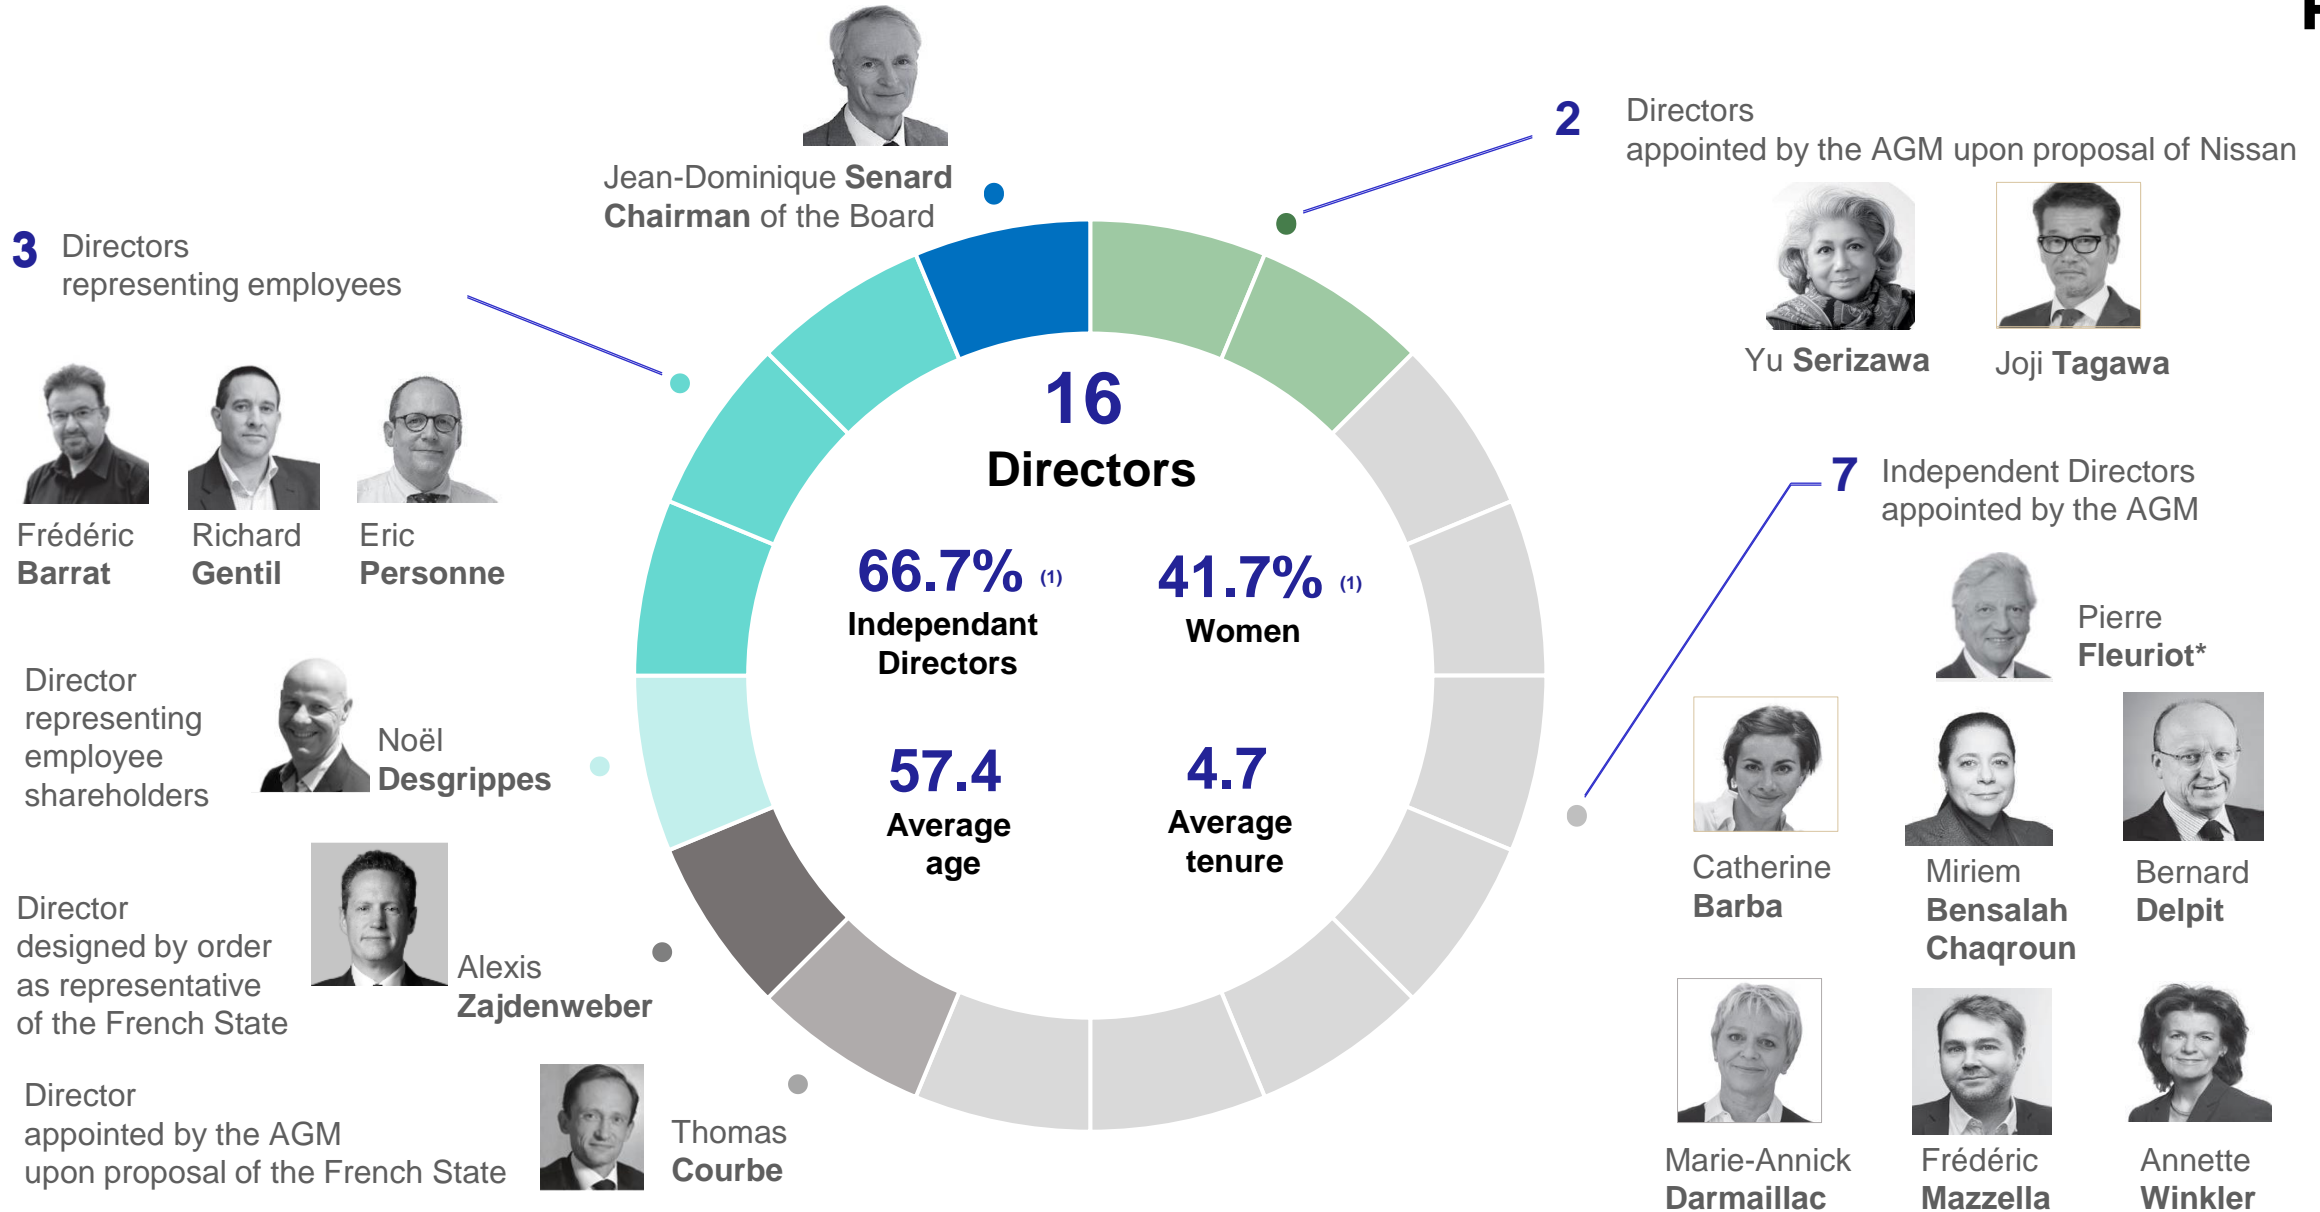 Jean-Dominique Senard
Chairman of the Board
2
Directors
appointed by the AGM upon proposal of Nissan
Yu Serizawa
Joji Tagawa
3
Directors
representing employees
Frédéric
Barrat
Richard
Gentil
Eric
Personne
16
Directors
66.7% (1)
Independant
Directors
41.7% (1)
Women
57.4
Average
age
4.7
Average
tenure
7
Independent Directors
appointed by the AGM
Pierre
Fleuriot*
Catherine
Barba
Miriem
Bensalah
Chaqroun
Bernard
Delpit
Marie-Annick
Darmaillac
Frédéric
Mazzella
Annette
Winkler
Director
representing
employee
shareholders
Noël
Desgrippes
Director
designed by order
as representative
of the French State
Alexis
Zajdenweber
Director
appointed by the AGM
upon proposal of the French State
Thomas
Courbe